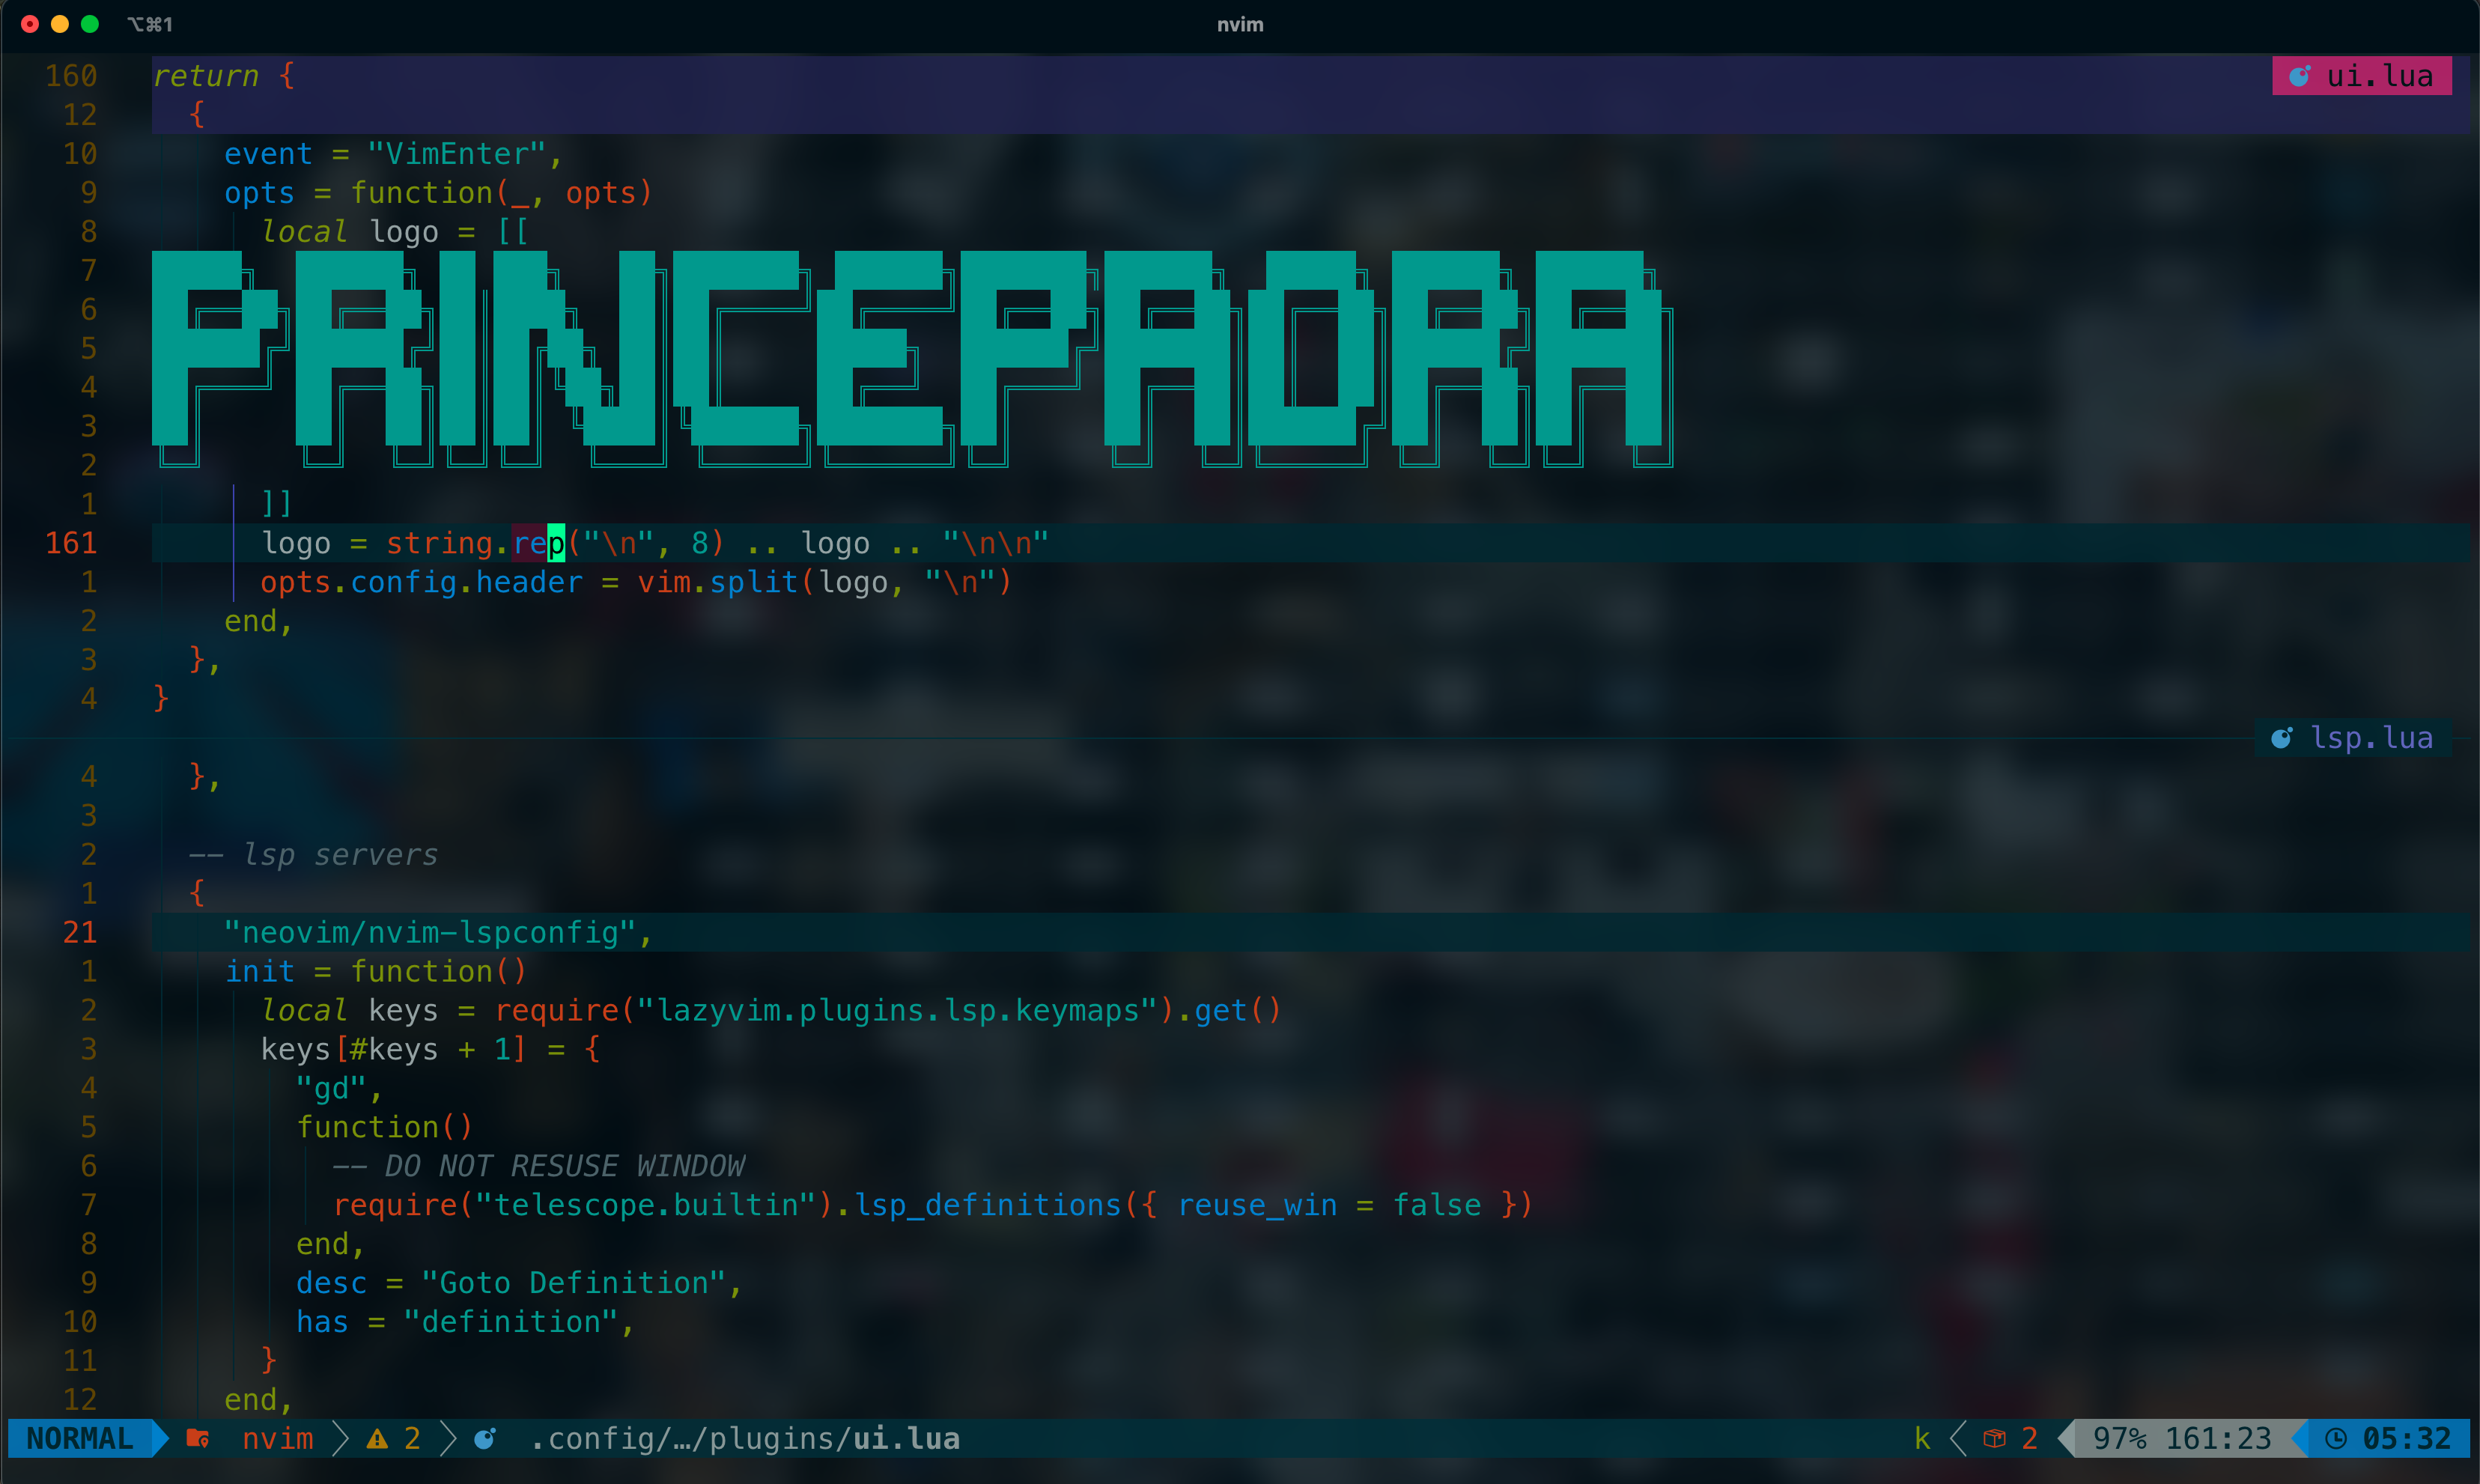 ⌥⌘1 nvim
160 return { ui.lua
12 {
10 event = "VimEnter",
9 opts = function(_, opts)
8 local logo = [[
7
6
5
4
3
2
PRINCEPAORA
1 ]]
161 logo = string.rep("\n", 8) .. logo .. "\n\n"
1 opts.config.header = vim.split(logo, "\n")
2 end,
3 },
4 }
lsp.lua
4 },
3
2 -- lsp servers
1 {
21 "neovim/nvim-lspconfig",
1 init = function()
2 local keys = require("lazyvim.plugins.lsp.keymaps").get()
3 keys[#keys + 1] = {
4 "gd",
5 function()
6 -- DO NOT RESUSE WINDOW
7 require("telescope.builtin").lsp_definitions({ reuse_win = false })
8 end,
9 desc = "Goto Definition",
10 has = "definition",
11 }
12 end,
NORMAL nvim 2 .config/…/plugins/ui.lua k 2 97% 161:23 05:32